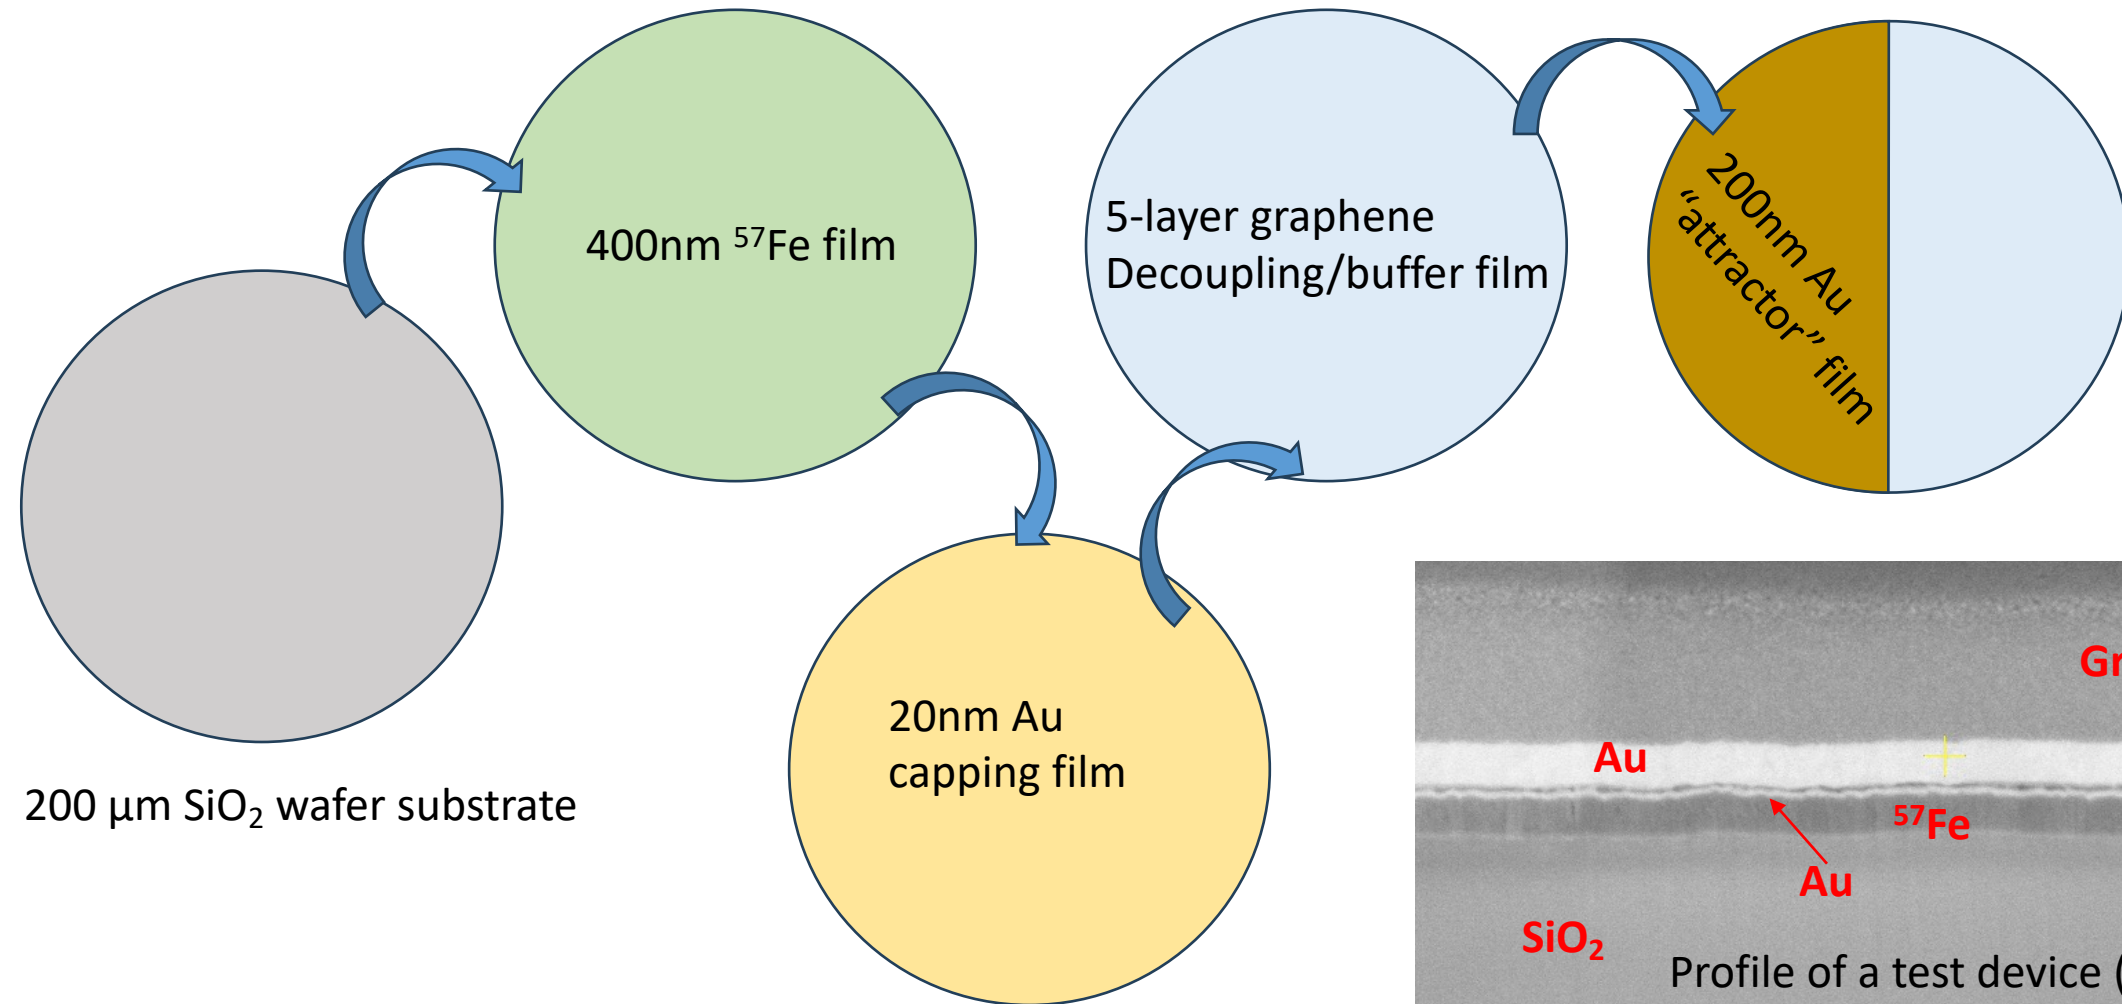 400nm ⁵⁷Fe film
5-layer graphene
Decoupling/buffer film
200nm Au
“attractor” film
20nm Au
capping film
200 µm SiO₂ wafer substrate
Gr
Au
⁵⁷Fe
Au
SiO₂
Profile of a test device (